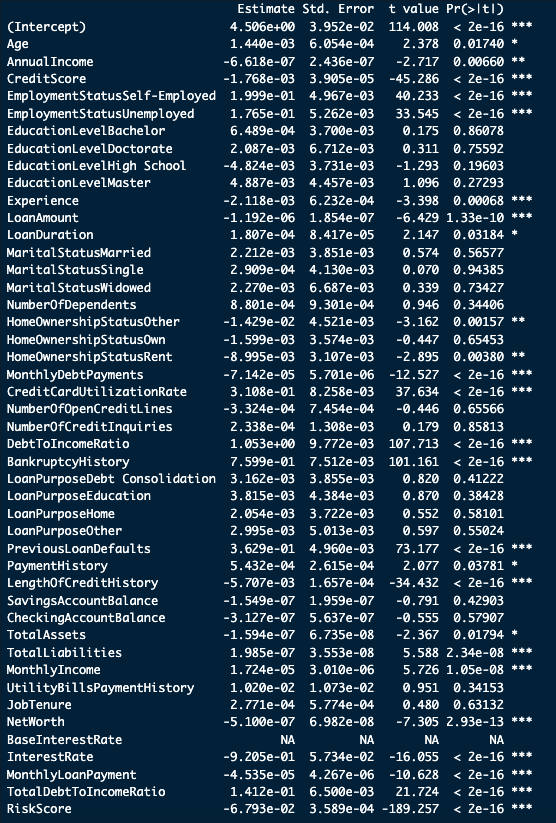 Estimate Std. Error t value Pr(>|t|)
(Intercept) 4.506e+00 3.952e-02 114.008 < 2e-16 ***
Age 1.440e-03 6.054e-04 2.378 0.01740 *
AnnualIncome -6.618e-07 2.436e-07 -2.717 0.00660 **
CreditScore -1.768e-03 3.905e-05 -45.286 < 2e-16 ***
EmploymentStatusSelf-Employed 1.999e-01 4.967e-03 40.233 < 2e-16 ***
EmploymentStatusUnemployed 1.765e-01 5.262e-03 33.545 < 2e-16 ***
EducationLevelBachelor 6.489e-04 3.700e-03 0.175 0.86078
EducationLevelDoctorate 2.087e-03 6.712e-03 0.311 0.75592
EducationLevelHigh School -4.824e-03 3.731e-03 -1.293 0.19603
EducationLevelMaster 4.887e-03 4.457e-03 1.096 0.27293
Experience -2.118e-03 6.232e-04 -3.398 0.00068 ***
LoanAmount -1.192e-06 1.854e-07 -6.429 1.33e-10 ***
LoanDuration 1.807e-04 8.417e-05 2.147 0.03184 *
MaritalStatusMarried 2.212e-03 3.851e-03 0.574 0.56577
MaritalStatusSingle 2.909e-04 4.130e-03 0.070 0.94385
MaritalStatusWidowed 2.270e-03 6.687e-03 0.339 0.73427
NumberOfDependents 8.801e-04 9.301e-04 0.946 0.34406
HomeOwnershipStatusOther -1.429e-02 4.521e-03 -3.162 0.00157 **
HomeOwnershipStatusOwn -1.599e-03 3.574e-03 -0.447 0.65453
HomeOwnershipStatusRent -8.995e-03 3.107e-03 -2.895 0.00380 **
MonthlyDebtPayments -7.142e-05 5.701e-06 -12.527 < 2e-16 ***
CreditCardUtilizationRate 3.108e-01 8.258e-03 37.634 < 2e-16 ***
NumberOfOpenCreditLines -3.324e-04 7.454e-04 -0.446 0.65566
NumberOfCreditInquiries 2.338e-04 1.308e-03 0.179 0.85813
DebtToIncomeRatio 1.053e+00 9.772e-03 107.713 < 2e-16 ***
BankruptcyHistory 7.599e-01 7.512e-03 101.161 < 2e-16 ***
LoanPurposeDebt Consolidation 3.162e-03 3.855e-03 0.820 0.41222
LoanPurposeEducation 3.815e-03 4.384e-03 0.870 0.38428
LoanPurposeHome 2.054e-03 3.722e-03 0.552 0.58101
LoanPurposeOther 2.995e-03 5.013e-03 0.597 0.55024
PreviousLoanDefaults 3.629e-01 4.960e-03 73.177 < 2e-16 ***
PaymentHistory 5.432e-04 2.615e-04 2.077 0.03781 *
LengthOfCreditHistory -5.707e-03 1.657e-04 -34.432 < 2e-16 ***
SavingsAccountBalance -1.549e-07 1.959e-07 -0.791 0.42903
CheckingAccountBalance -3.127e-07 5.637e-07 -0.555 0.57907
TotalAssets -1.594e-07 6.735e-08 -2.367 0.01794 *
TotalLiabilities 1.985e-07 3.553e-08 5.588 2.34e-08 ***
MonthlyIncome 1.724e-05 3.010e-06 5.726 1.05e-08 ***
UtilityBillsPaymentHistory 1.020e-02 1.073e-02 0.951 0.34153
JobTenure 2.771e-04 5.774e-04 0.480 0.63132
NetWorth -5.100e-07 6.982e-08 -7.305 2.93e-13 ***
BaseInterestRate NA NA NA NA
InterestRate -9.205e-01 5.734e-02 -16.055 < 2e-16 ***
MonthlyLoanPayment -4.535e-05 4.267e-06 -10.628 < 2e-16 ***
TotalDebtToIncomeRatio 1.412e-01 6.500e-03 21.724 < 2e-16 ***
RiskScore -6.793e-02 3.589e-04 -189.257 < 2e-16 ***